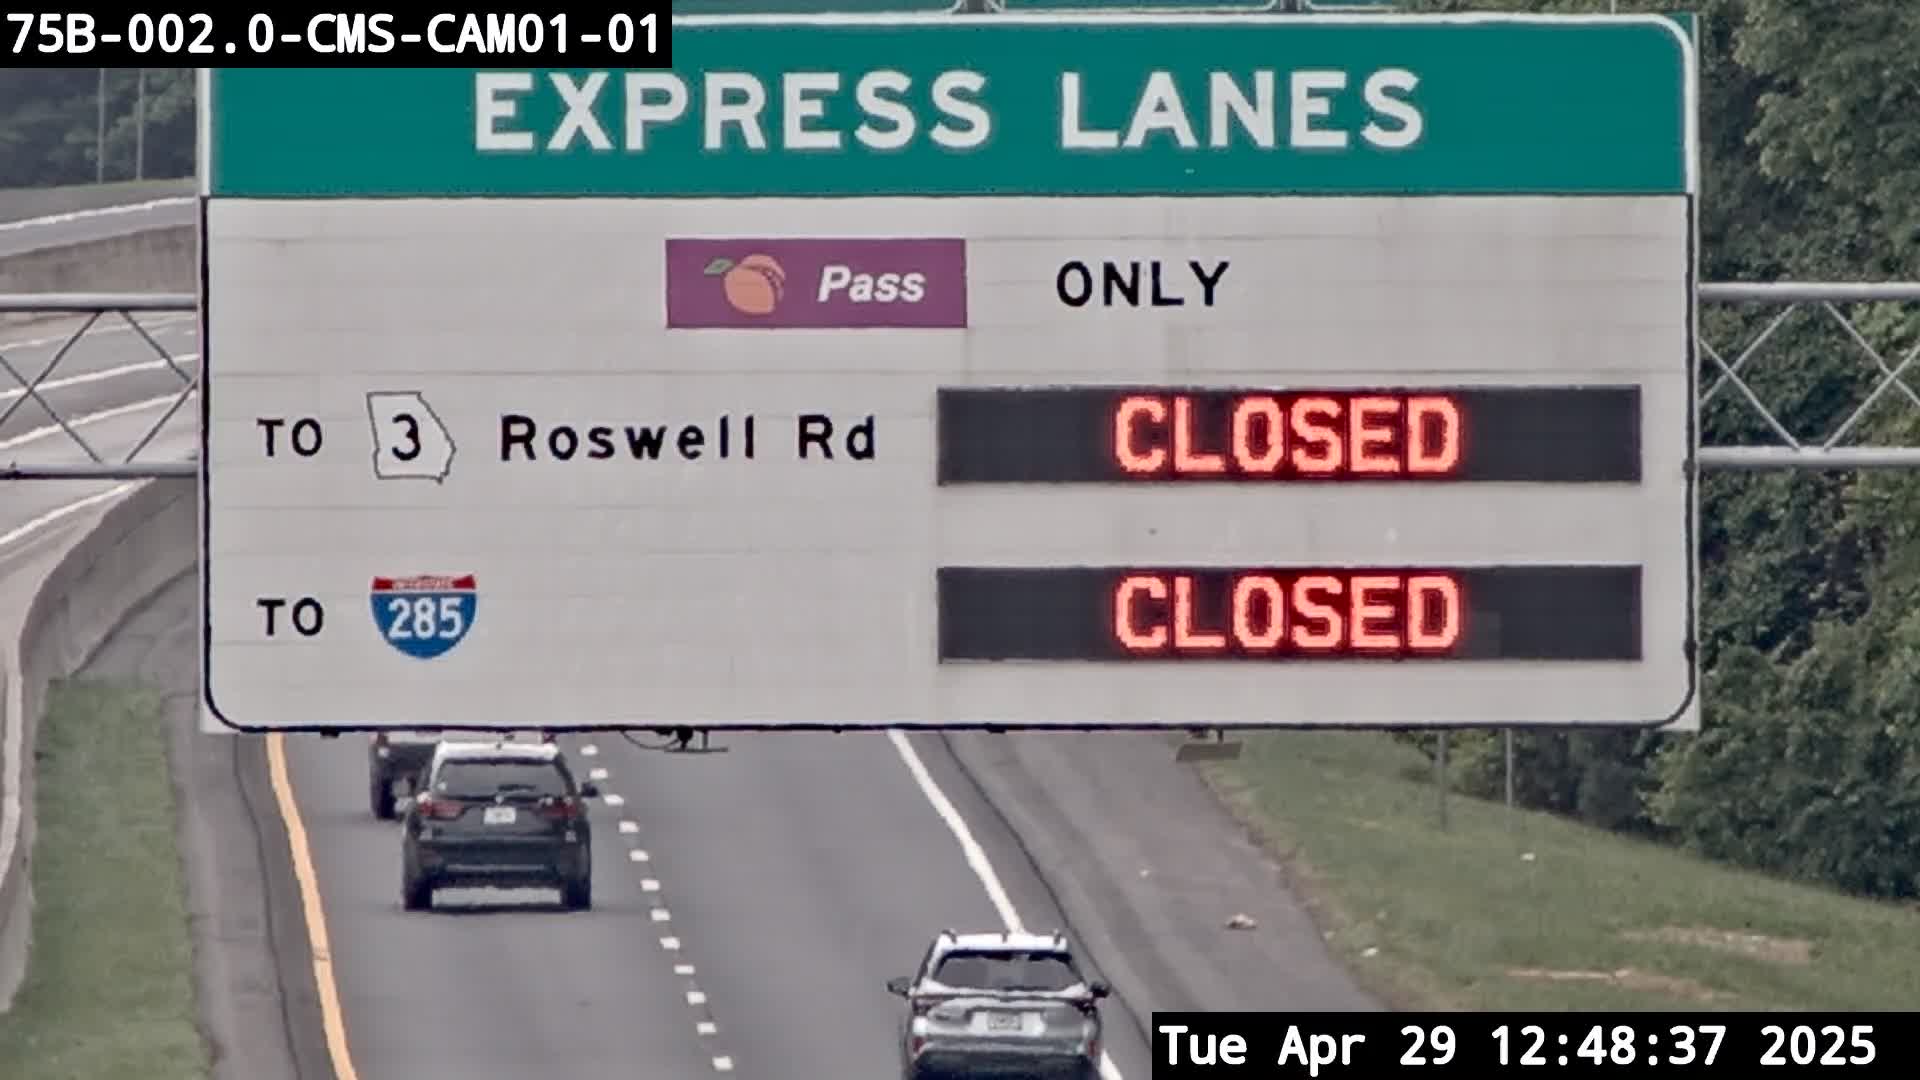 75B-002.0-CMS-CAM01-01
EXPRESS LANES
Pass ONLY
TO 3 Roswell Rd CLOSED
TO INTERSTATE 285 CLOSED
Tue Apr 29 12:48:37 2025